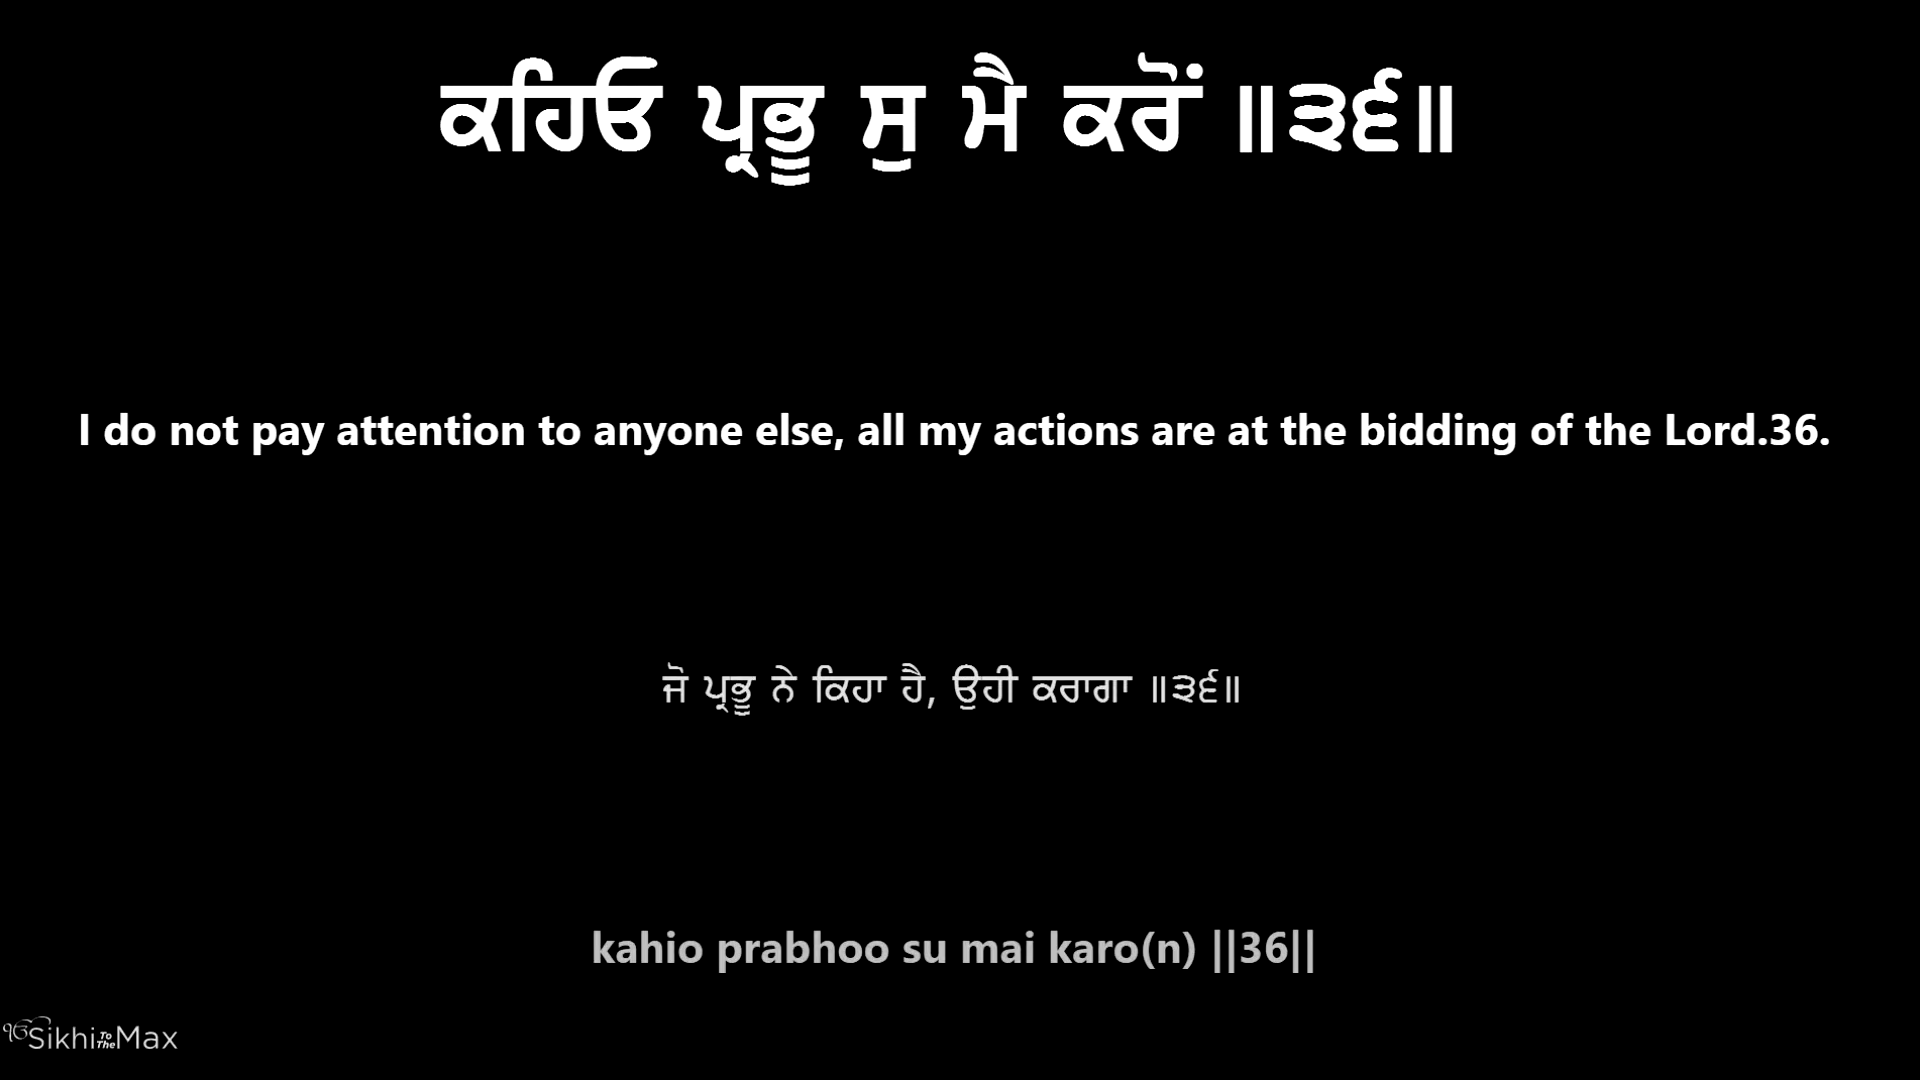 ਕਹਿਓ ਪ੍ਰਭੂ ਸੁ ਮੈ ਕਰੋਂ ॥੩੬॥
I do not pay attention to anyone else, all my actions are at the bidding of the Lord.36.
ਜੋ ਪ੍ਰਭੂ ਨੇ ਕਿਹਾ ਹੈ, ਉਹੀ ਕਰਾਗਾ ॥੩੬॥
kahio prabhoo su mai karo(n) ||36||
ੴSikhiToTheMax